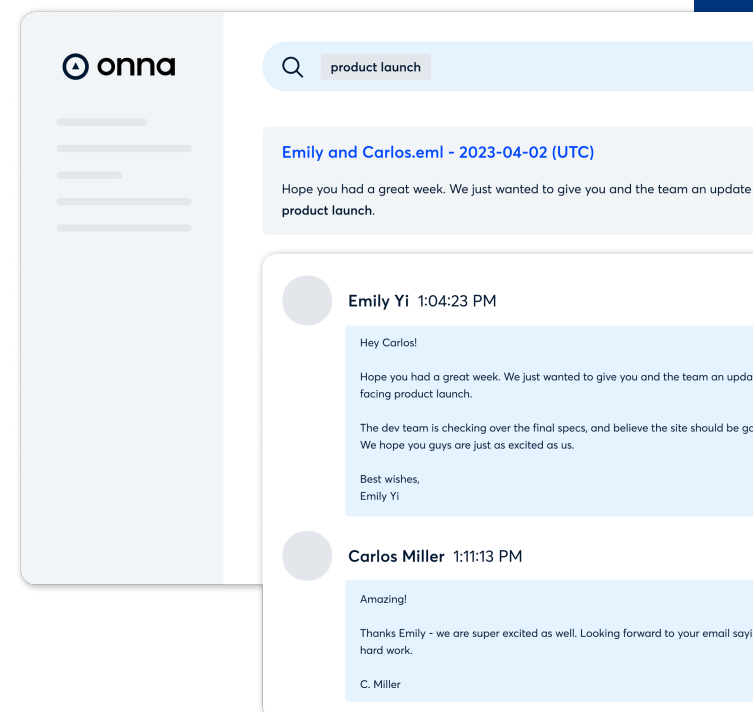 onna
product launch
Emily and Carlos.eml - 2023-04-02 (UTC)
Hope you had a great week. We just wanted to give you and the team an update
product launch.
Emily Yi 1:04:23 PM
Hey Carlos!
Hope you had a great week. We just wanted to give you and the team an upda
facing product launch.
The dev team is checking over the final specs, and believe the site should be go
We hope you guys are just as excited as us.
Best wishes,
Emily Yi
Carlos Miller 1:11:13 PM
Amazing!
Thanks Emily - we are super excited as well. Looking forward to your email sayi
hard work.
C. Miller